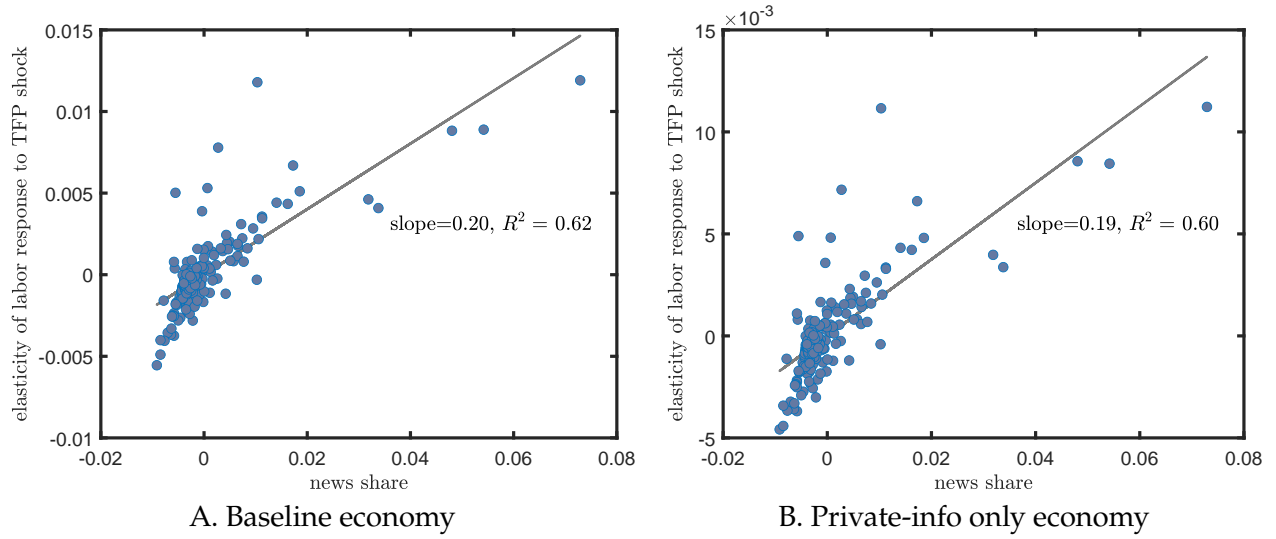 0.015
0.01
0.005
0
-0.005
-0.01
elasticity of labor response to TFP shock
slope=0.20, R² = 0.62
-0.02 0 0.02 0.04 0.06 0.08
news share
A. Baseline economy
×10⁻³
15
10
5
0
-5
elasticity of labor response to TFP shock
slope=0.19, R² = 0.60
-0.02 0 0.02 0.04 0.06 0.08
news share
B. Private-info only economy